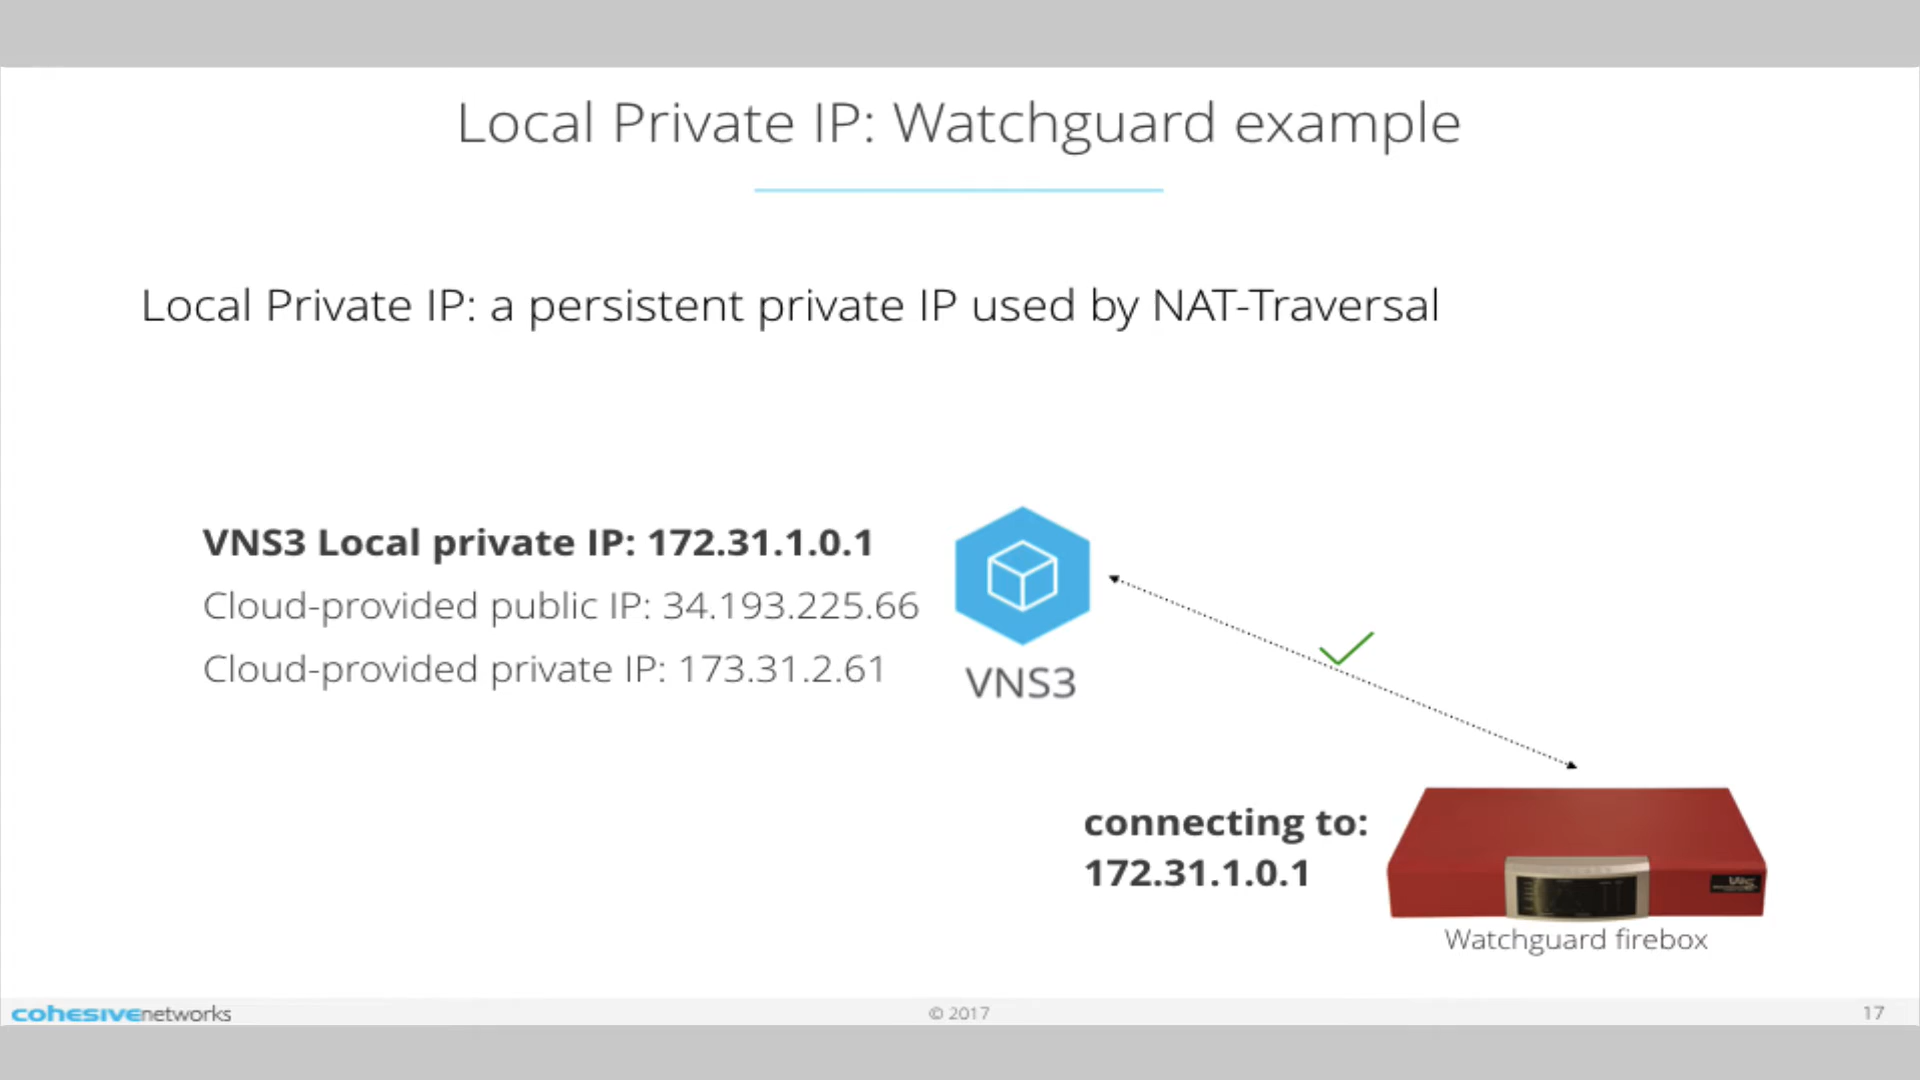 Local Private IP: Watchguard example
Local Private IP: a persistent private IP used by NAT-Traversal
VNS3 Local private IP: 172.31.1.0.1
Cloud-provided public IP: 34.193.225.66
Cloud-provided private IP: 173.31.2.61
VNS3
connecting to:
172.31.1.0.1
Watchguard firebox
cohesivenetworks
© 2017
17